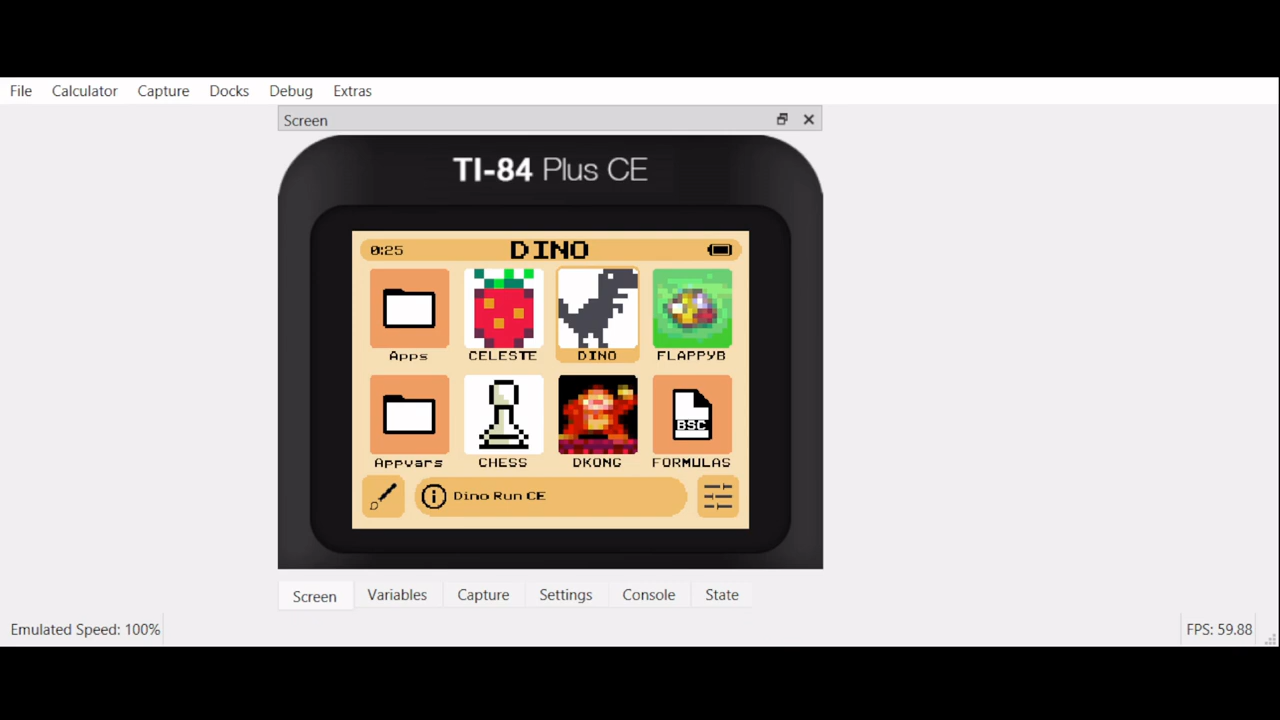 File Calculator Capture Docks Debug Extras
Screen
TI-84 Plus CE
0:25 DINO
Apps CELESTE DINO FLAPPYB
BSC
Appvars CHESS DKONG FORMULAS
Dino Run CE
Screen Variables Capture Settings Console State
Emulated Speed: 100% FPS: 59.88